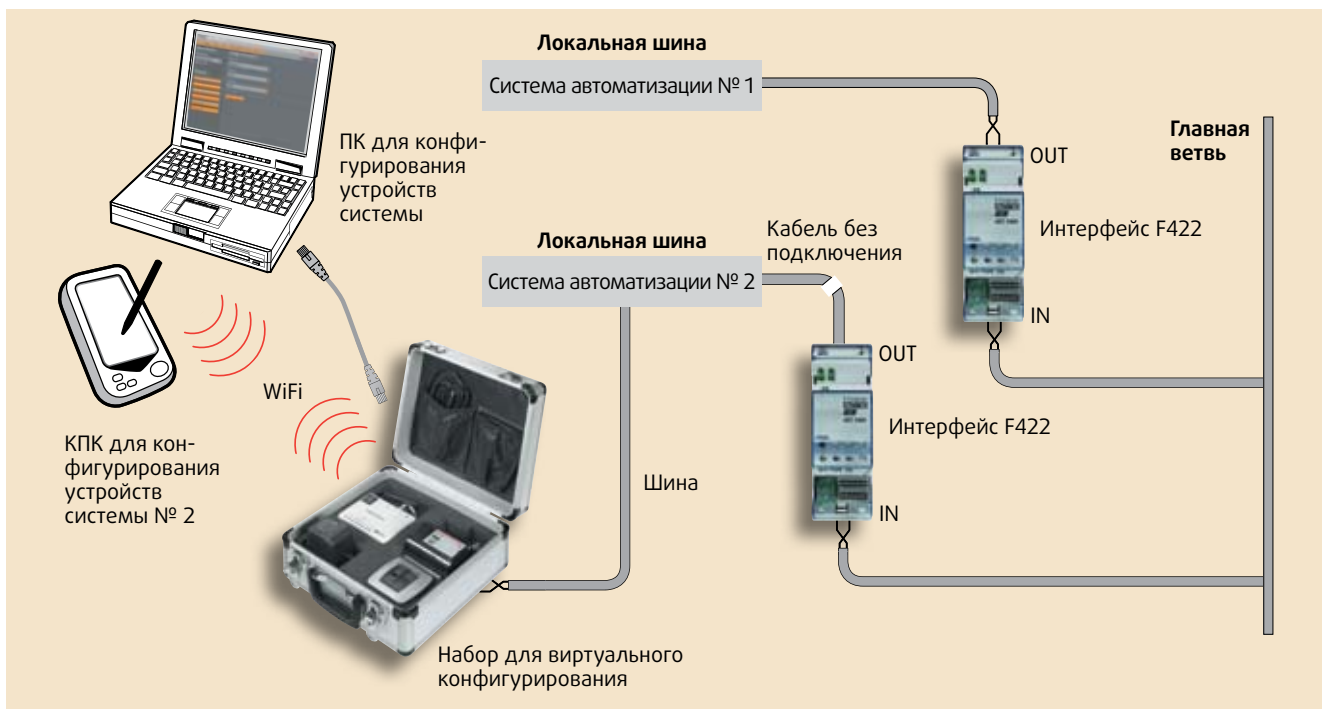 Локальная шина
Система автоматизации № 1
Главная
ветвь
OUT
Интерфейс F422
IN
ПК для конфи-
гурирования
устройств
системы
Локальная шина
Система автоматизации № 2
Кабель без
подключения
OUT
Интерфейс F422
IN
WiFi
КПК для кон-
фигурирования
устройств
системы № 2
Шина
Набор для виртуального
конфигурирования